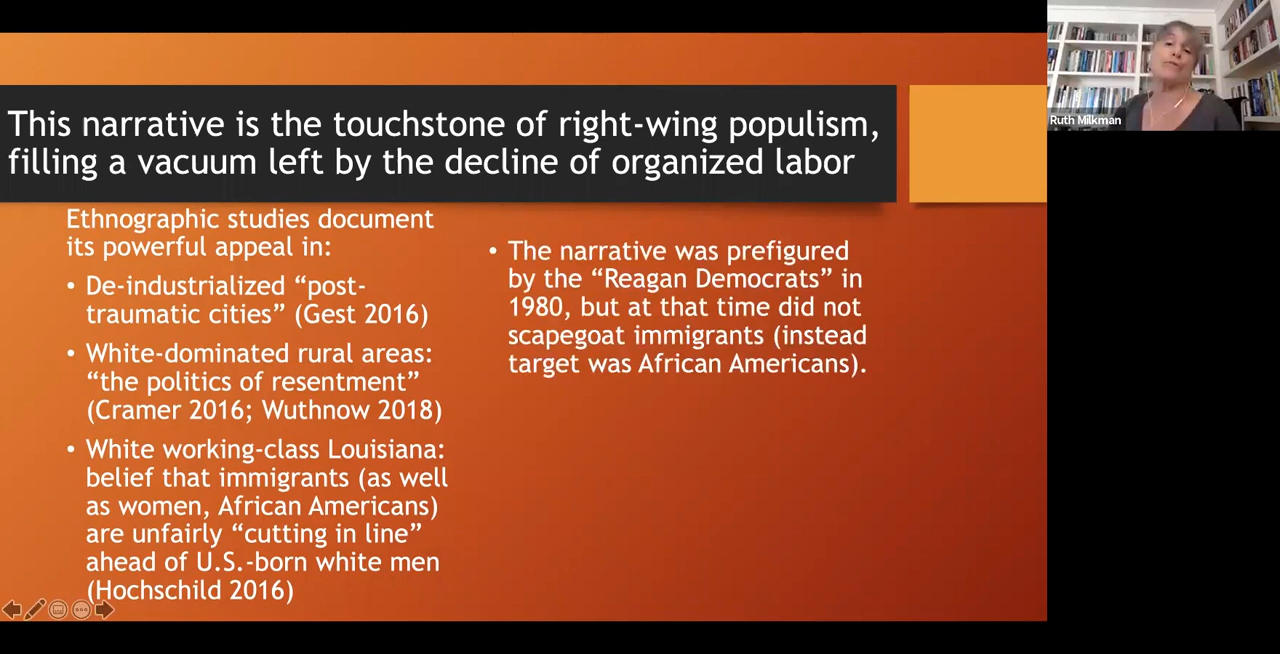 This narrative is the touchstone of right-wing populism,
filling a vacuum left by the decline of organized labor
Ethnographic studies document
its powerful appeal in:
• De-industrialized “post-
traumatic cities” (Gest 2016)
• White-dominated rural areas:
“the politics of resentment”
(Cramer 2016; Wuthnow 2018)
• White working-class Louisiana:
belief that immigrants (as well
as women, African Americans)
are unfairly “cutting in line”
ahead of U.S.-born white men
(Hochschild 2016)
• The narrative was prefigured
by the “Reagan Democrats” in
1980, but at that time did not
scapegoat immigrants (instead
target was African Americans).
Ruth Milkman